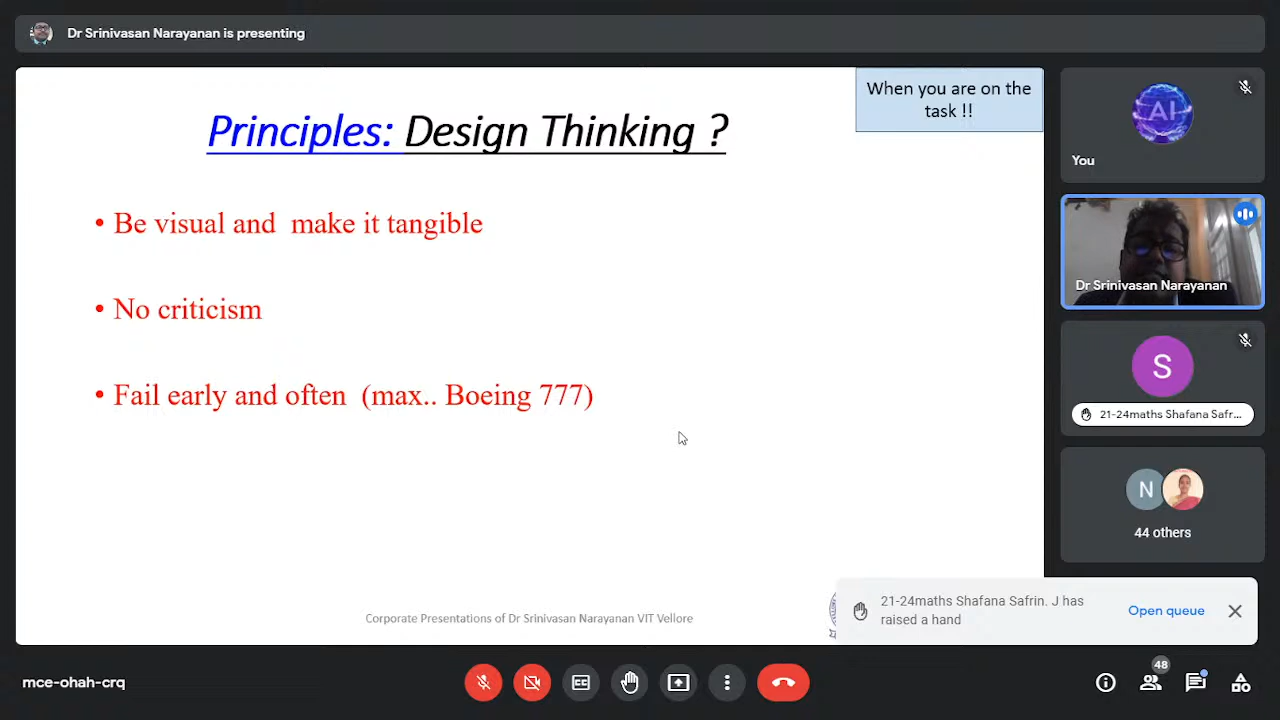 Dr Srinivasan Narayanan is presenting
When you are on the
task !!
Principles: Design Thinking ?
• Be visual and  make it tangible
• No criticism
• Fail early and often  (max.. Boeing 777)
Corporate Presentations of Dr Srinivasan Narayanan VIT Vellore
AI
You
Dr Srinivasan Narayanan
S
21-24maths Shafana Safr...
N
44 others
21-24maths Shafana Safrin. J has
raised a hand
Open queue
mce-ohah-crq
CC
48